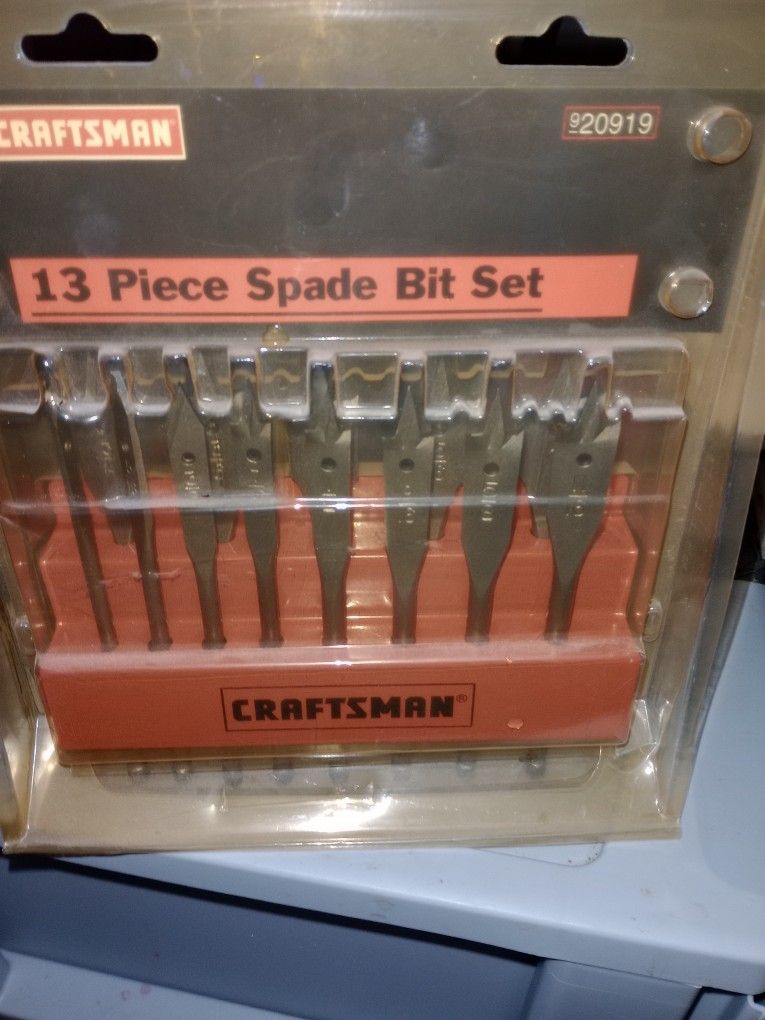 CRAFTSMAN
920919
13 Piece Spade Bit Set
CRAFTSMAN®